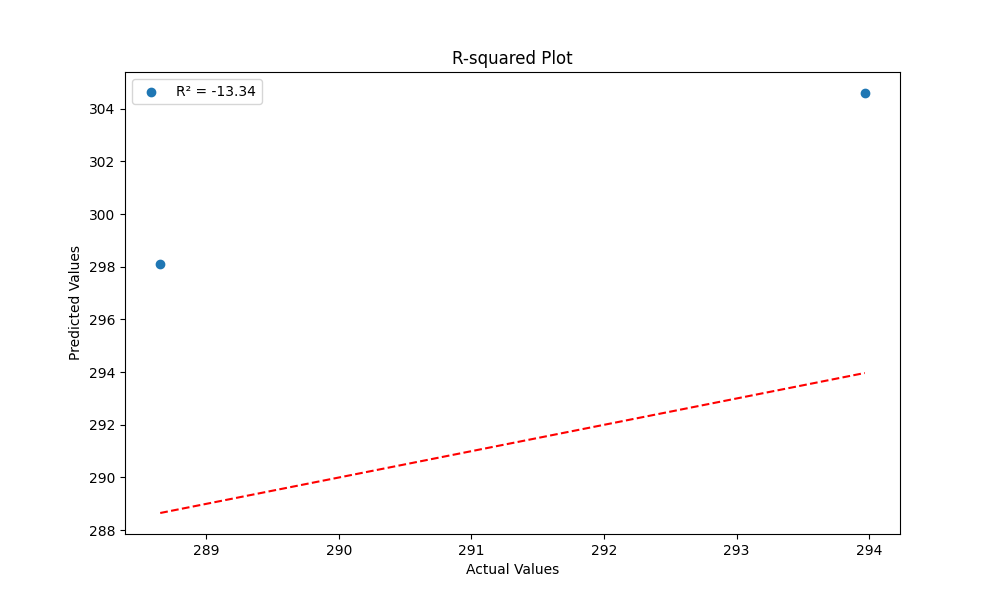 R-squared Plot
R² = -13.34
304
302
300
298
296
294
292
290
288
Predicted Values
289 290 291 292 293 294
Actual Values